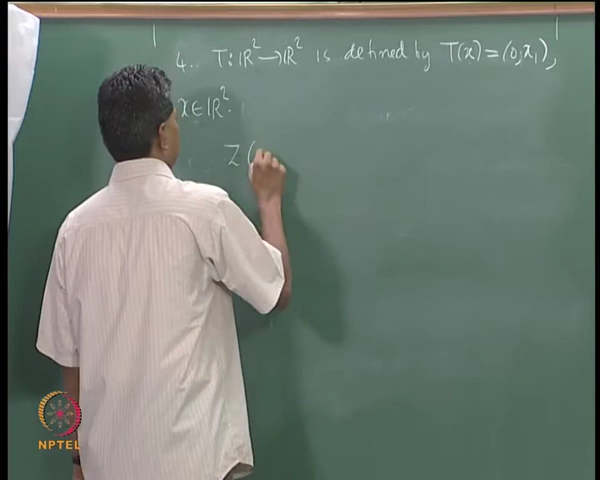 4. T: ℝ² → ℝ² is defined by T(x) = (0, x₁),
x ∈ ℝ².
Z (
NPTEL